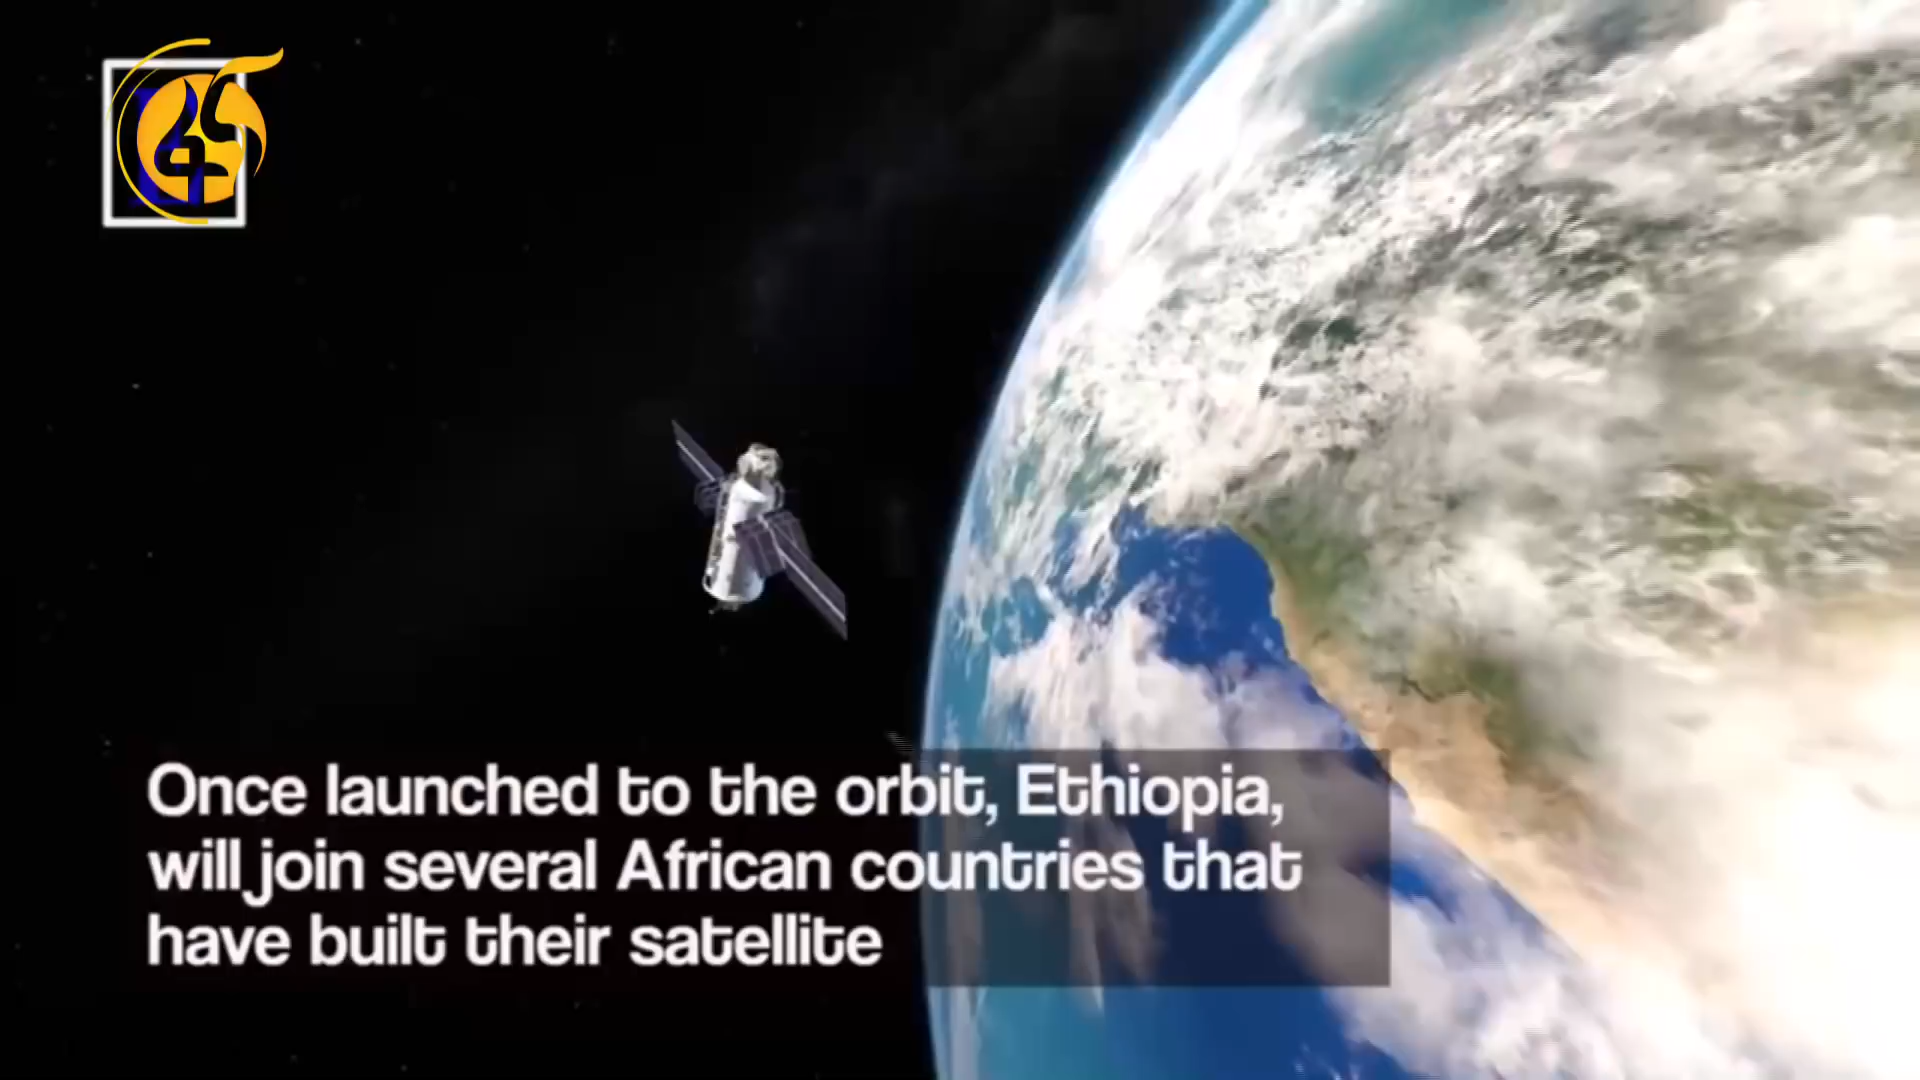 Once launched to the orbit, Ethiopia,
will join several African countries that
have built their satellite